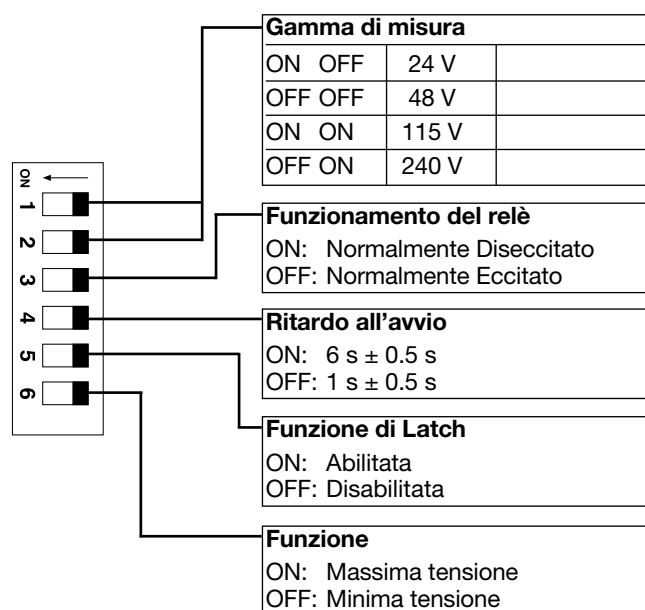 Gamma di misura
ON OFF 24 V
OFF OFF 48 V
ON ON 115 V
OFF ON 240 V
ON
1
2
3
4
5
6
Funzionamento del relè
ON: Normalmente Diseccitato
OFF: Normalmente Eccitato
Ritardo all'avvio
ON: 6 s ± 0.5 s
OFF: 1 s ± 0.5 s
Funzione di Latch
ON: Abilitata
OFF: Disabilitata
Funzione
ON: Massima tensione
OFF: Minima tensione